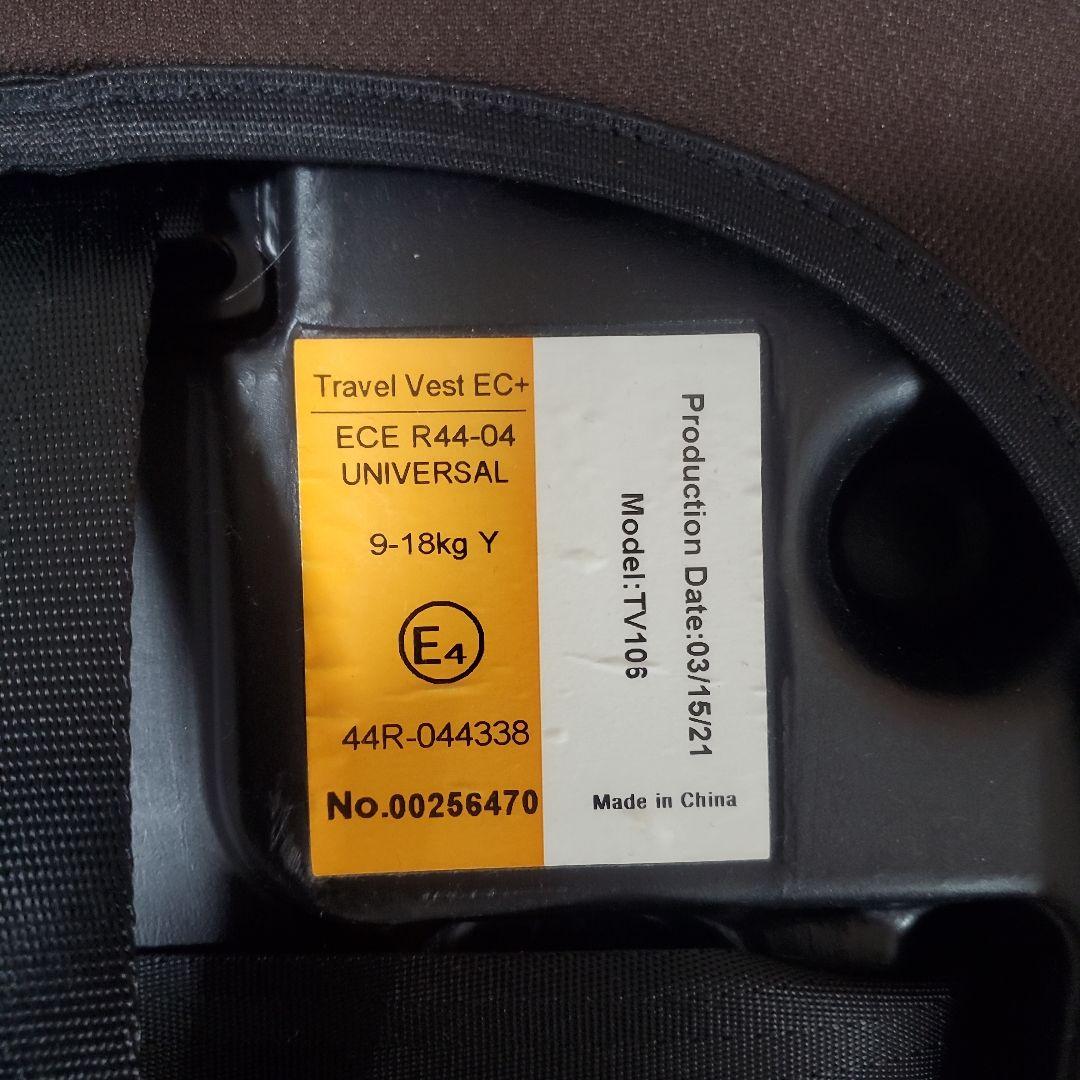 Travel Vest EC+
ECE R44-04
UNIVERSAL
9-18kg Y
E4
44R-044338
No.00256470
Production Date:03/15/21
Model:TV106
Made in China